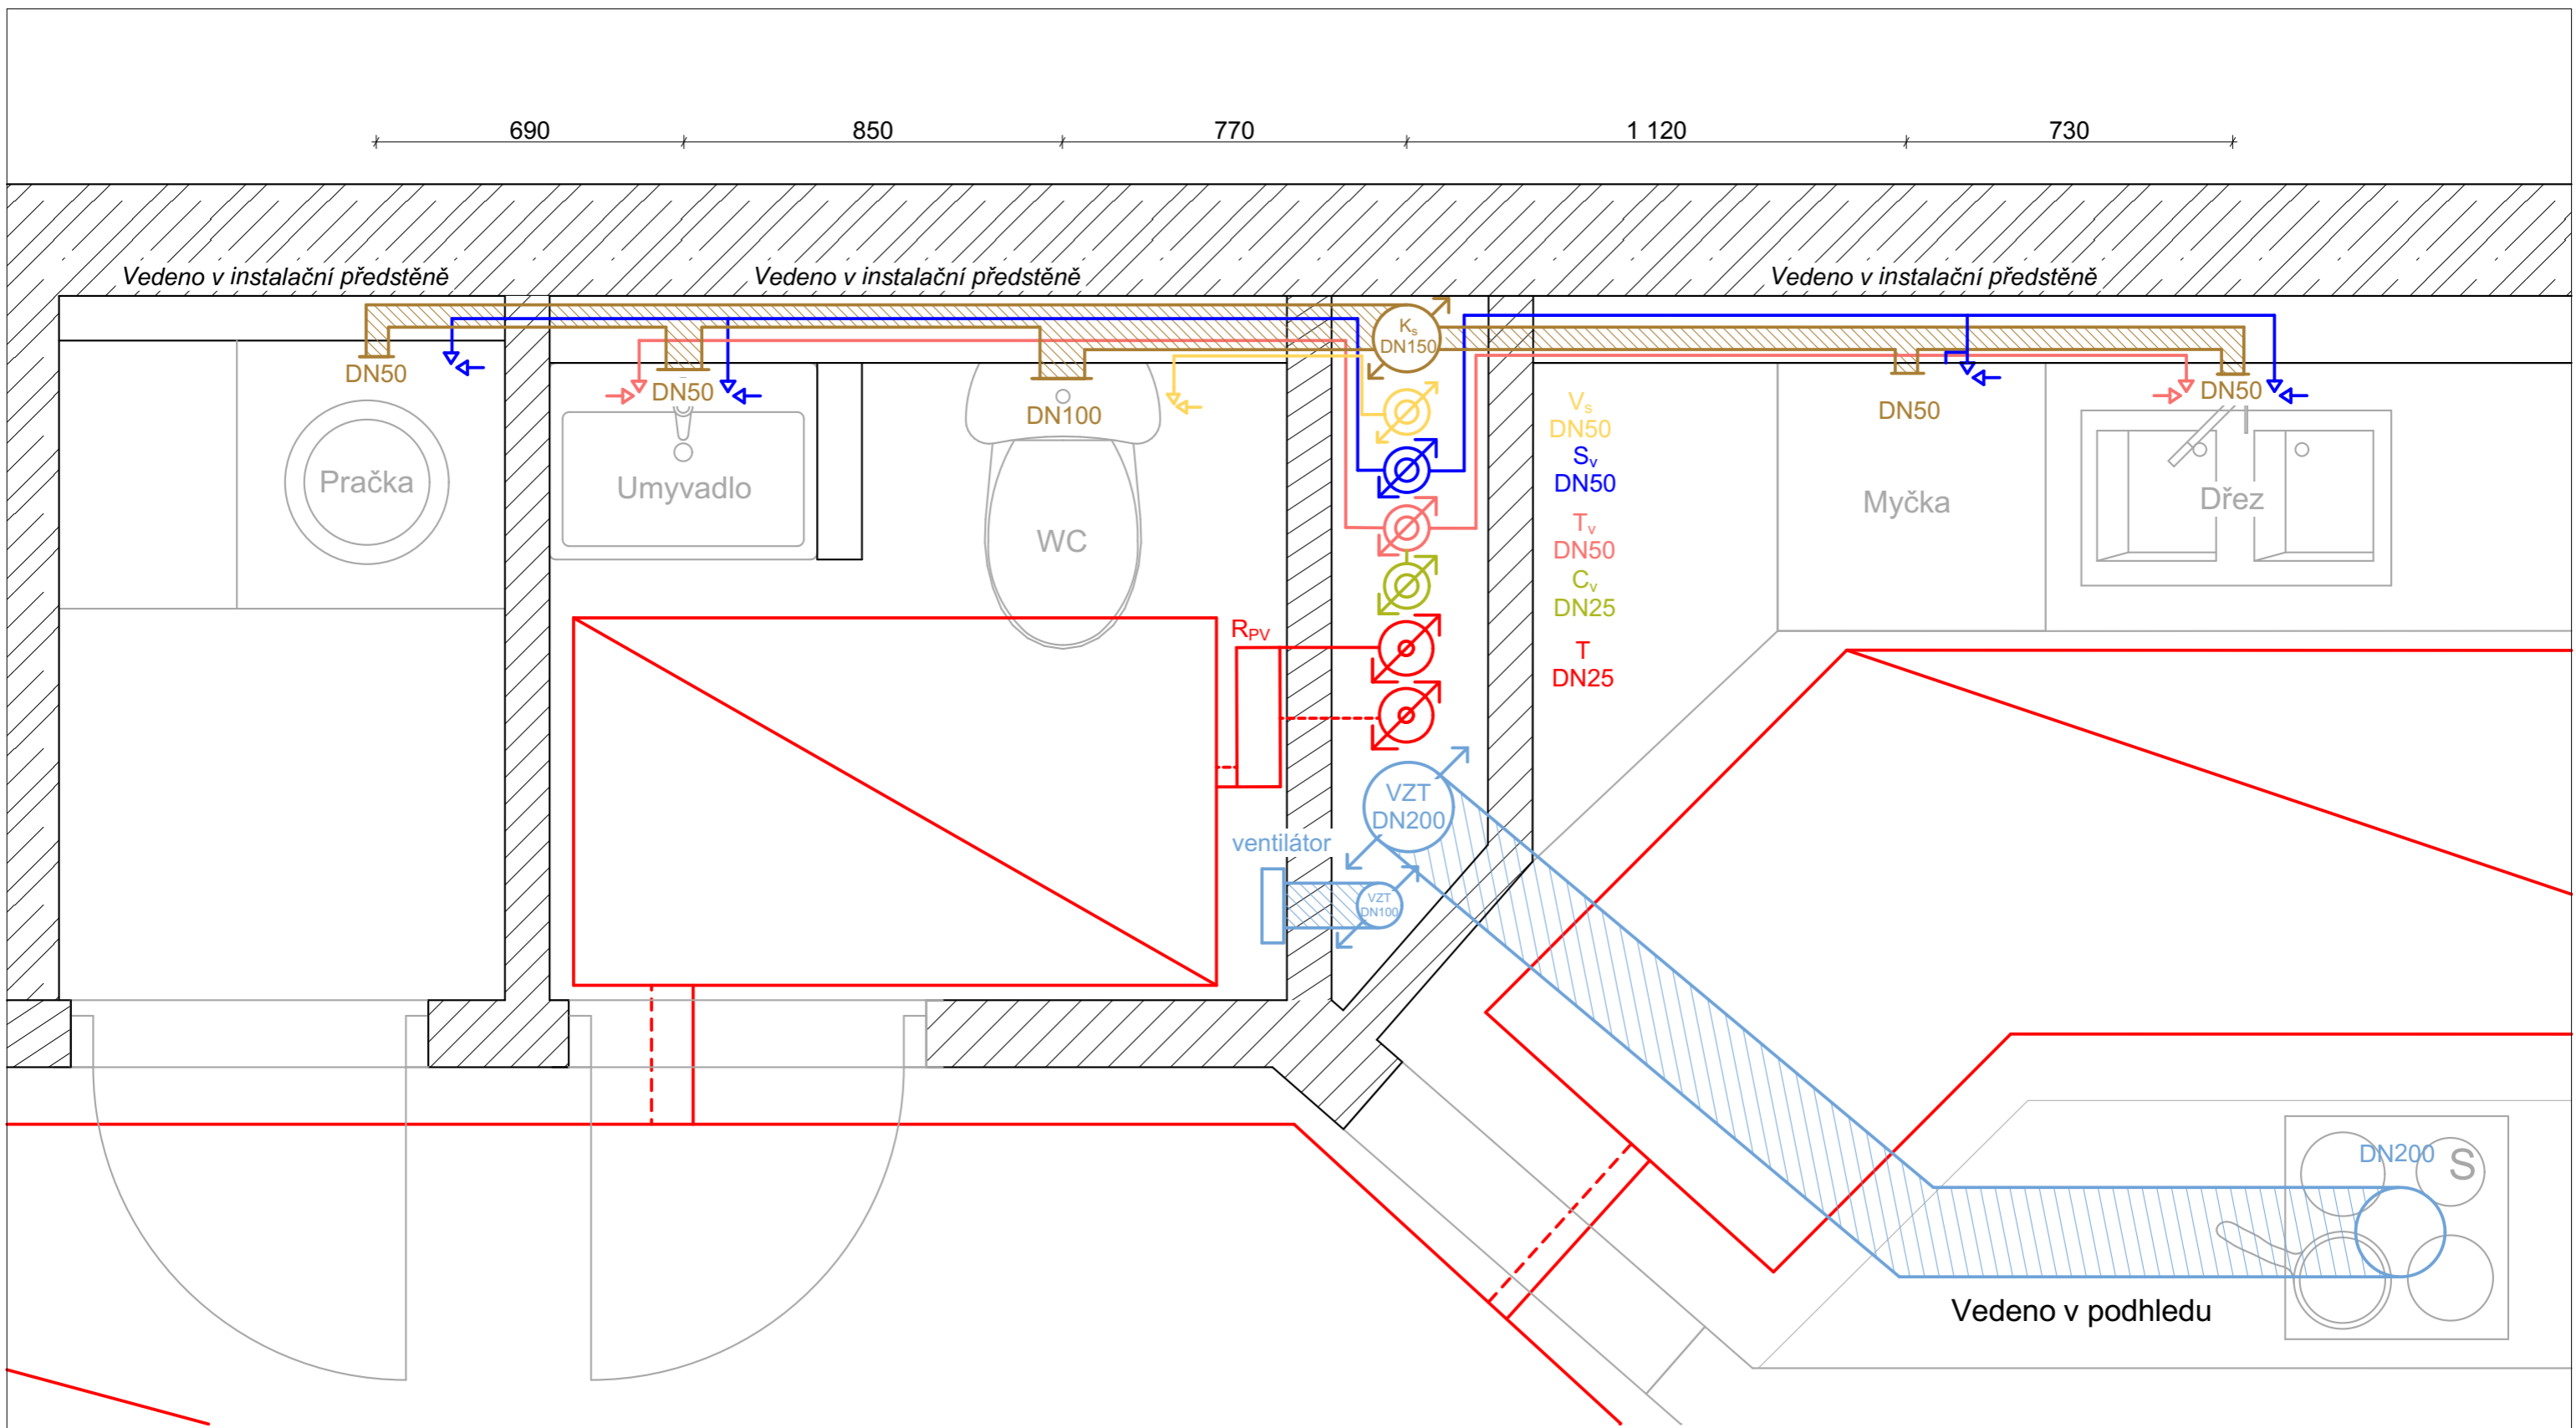 690
850
770
1 120
730
Vedeno v instalační předstěně
Vedeno v instalační předstěně
Vedeno v instalační předstěně
DN50
DN50
DN100
Ks
DN150
DN50
DN50
Pračka
Umyvadlo
WC
Vs
DN50
Sv
DN50
Tv
DN50
Cv
DN25
T
DN25
Myčka
Dřez
RPV
VZT
DN200
ventilátor
VZT
DN100
DN200
S
Vedeno v podhledu